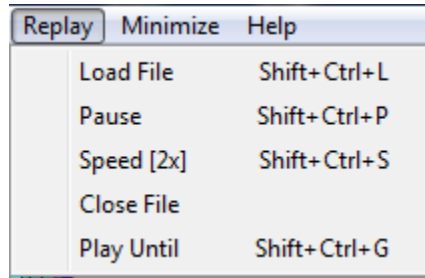 Replay Minimize Help
Load File Shift+Ctrl+L
Pause Shift+Ctrl+P
Speed [2x] Shift+Ctrl+S
Close File
Play Until Shift+Ctrl+G